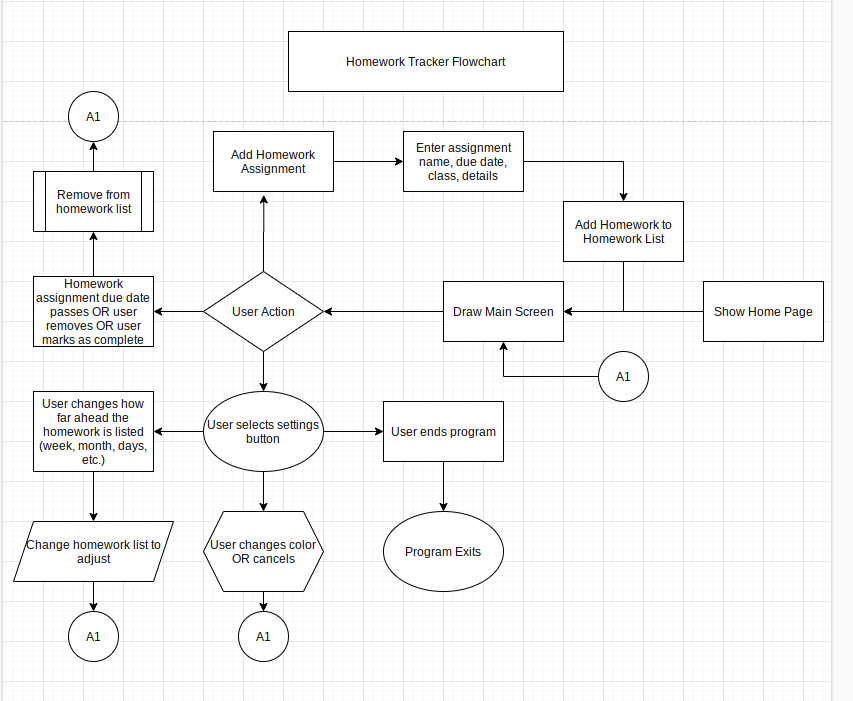 Homework Tracker Flowchart
A1
Add Homework
Assignment
Enter assignment
name, due date,
class, details
Remove from
homework list
Add Homework to
Homework List
Homework
assignment due date
passes OR user
removes OR user
marks as complete
User Action
Draw Main Screen
Show Home Page
A1
User changes how
far ahead the
homework is listed
(week, month, days,
etc.)
User selects settings
button
User ends program
Change homework list to
adjust
User changes color
OR cancels
Program Exits
A1
A1